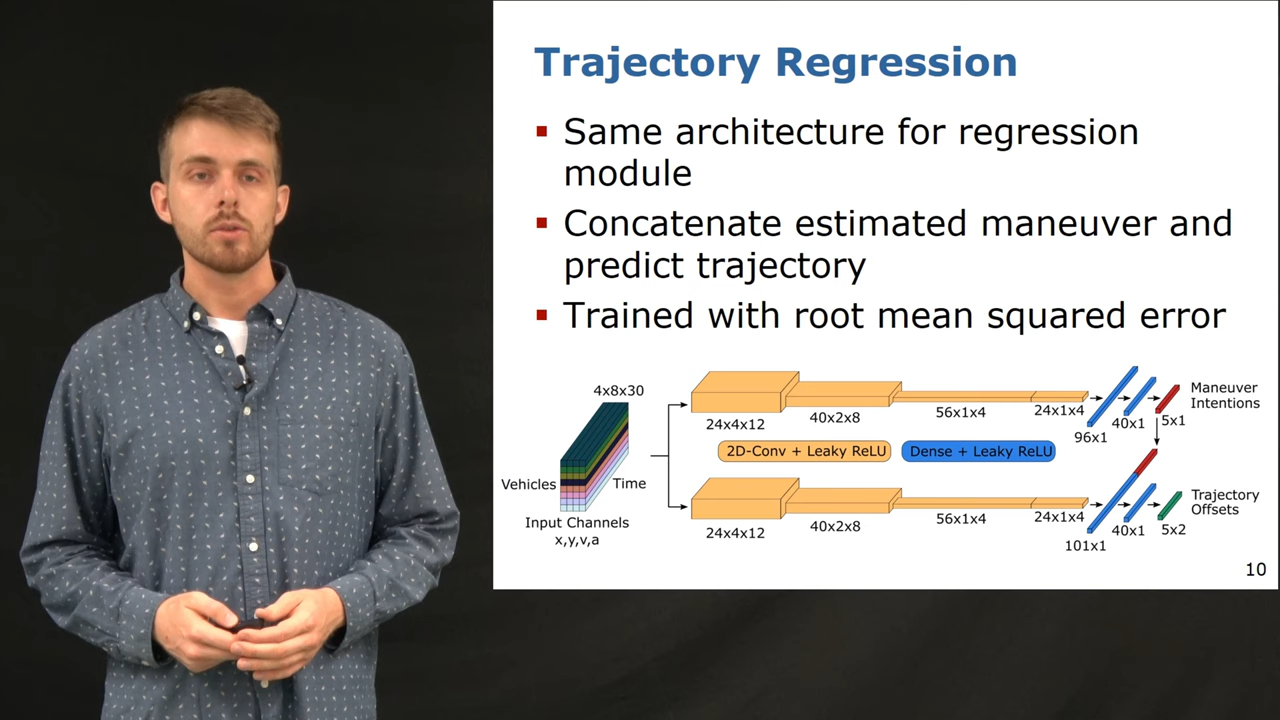 Trajectory Regression
Same architecture for regression
module
Concatenate estimated maneuver and
predict trajectory
Trained with root mean squared error
4x8x30
Vehicles
Time
Input Channels
x,y,v,a
24x4x12
40x2x8
56x1x4
24x1x4
96x1
40x1
5x1
Maneuver
Intentions
2D-Conv + Leaky ReLU
Dense + Leaky ReLU
24x4x12
40x2x8
56x1x4
24x1x4
101x1
40x1
5x2
Trajectory
Offsets
10